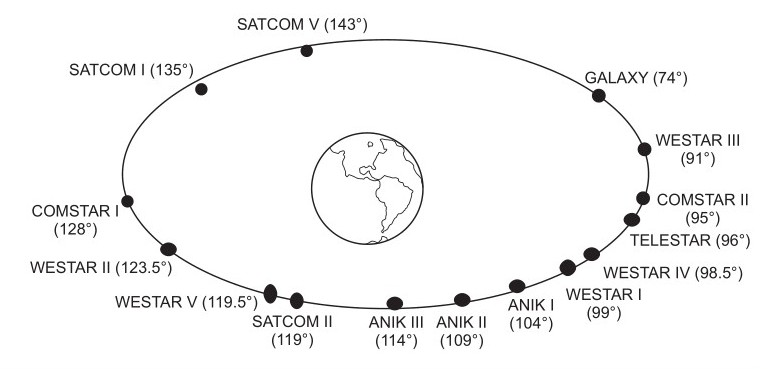 SATCOM V (143°)
SATCOM I (135°)
GALAXY (74°)
WESTAR III
(91°)
COMSTAR II
(95°)
COMSTAR I
(128°)
TELESTAR (96°)
WESTAR II (123.5°)
WESTAR IV (98.5°)
WESTAR V (119.5°)
WESTAR I
(99°)
SATCOM II
(119°)
ANIK III
(114°)
ANIK II
(109°)
ANIK I
(104°)